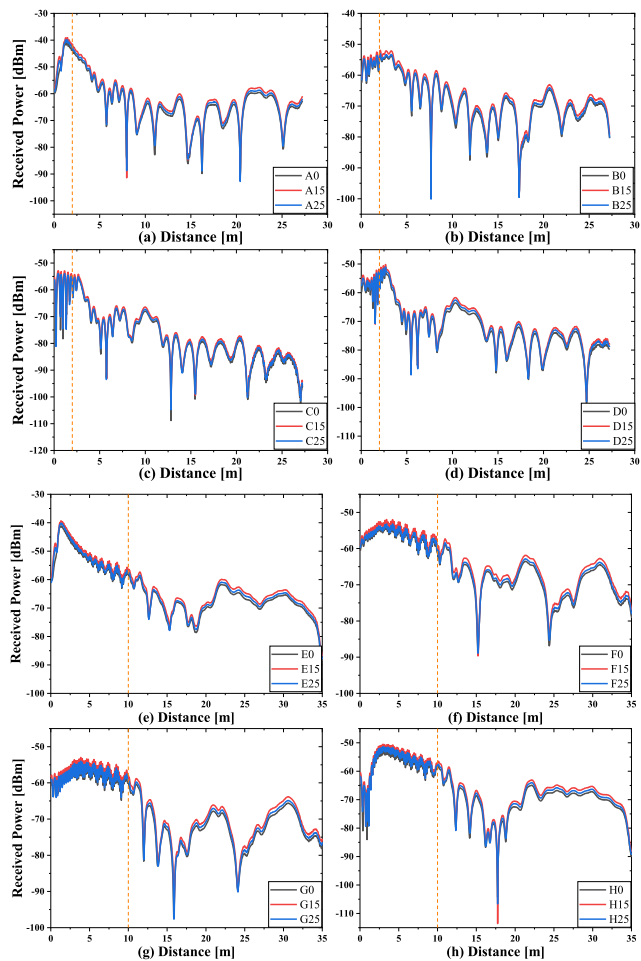 Received Power [dBm]
-30
-40
-50
-60
-70
-80
-90
-100
A0
A15
A25
0 5 10 15 20 25 30
(a) Distance [m]
-40
-50
-60
-70
-80
-90
-100
B0
B15
B25
0 5 10 15 20 25 30
(b) Distance [m]
Received Power [dBm]
-50
-60
-70
-80
-90
-100
-110
-120
C0
C15
C25
0 5 10 15 20 25 30
(c) Distance [m]
-50
-60
-70
-80
-90
-100
-110
D0
D15
D25
0 5 10 15 20 25 30
(d) Distance [m]
Received Power [dBm]
-30
-40
-50
-60
-70
-80
-90
-100
E0
E15
E25
0 5 10 15 20 25 30 35
(e) Distance [m]
-40
-50
-60
-70
-80
-90
-100
F0
F15
F25
0 5 10 15 20 25 30 35
(f) Distance [m]
Received Power [dBm]
-50
-60
-70
-80
-90
-100
G0
G15
G25
0 5 10 15 20 25 30 35
(g) Distance [m]
-50
-60
-70
-80
-90
-100
-110
H0
H15
H25
0 5 10 15 20 25 30 35
(h) Distance [m]